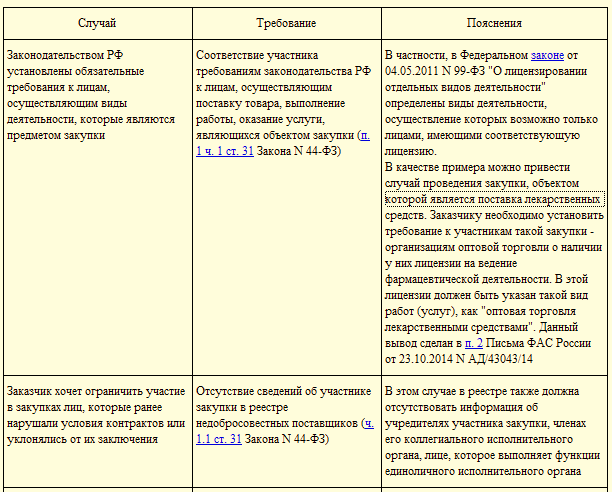 Случай
Требование
Пояснения
Законодательством РФ
установлены обязательные
требования к лицам,
осуществляющим виды
деятельности, которые являются
предметом закупки
Соответствие участника
требованиям законодательства РФ
к лицам, осуществляющим
поставку товара, выполнение
работы, оказание услуги,
являющихся объектом закупки (п.
1 ч. 1 ст. 31 Закона N 44-ФЗ)
В частности, в Федеральном законе от
04.05.2011 N 99-ФЗ "О лицензировании
отдельных видов деятельности"
определены виды деятельности,
осуществление которых возможно только
лицами, имеющими соответствующую
лицензию.
В качестве примера можно привести
случай проведения закупки, объектом
которой является поставка лекарственных
средств. Заказчику необходимо установить
требование к участникам такой закупки -
организациям оптовой торговли о наличии
у них лицензии на ведение
фармацевтической деятельности. В этой
лицензии должен быть указан такой вид
работ (услуг), как "оптовая торговля
лекарственными средствами". Данный
вывод сделан в п. 2 Письма ФАС России
от 23.10.2014 N АД/43043/14
Заказчик хочет ограничить участие
в закупках лиц, которые ранее
нарушали условия контрактов или
уклонялись от их заключения
Отсутствие сведений об участнике
закупки в реестре
недобросовестных поставщиков (ч.
1.1 ст. 31 Закона N 44-ФЗ)
В этом случае в реестре также должна
отсутствовать информация об
учредителях участника закупки, членах
его коллегиального исполнительного
органа, лице, которое выполняет функции
единоличного исполнительного органа